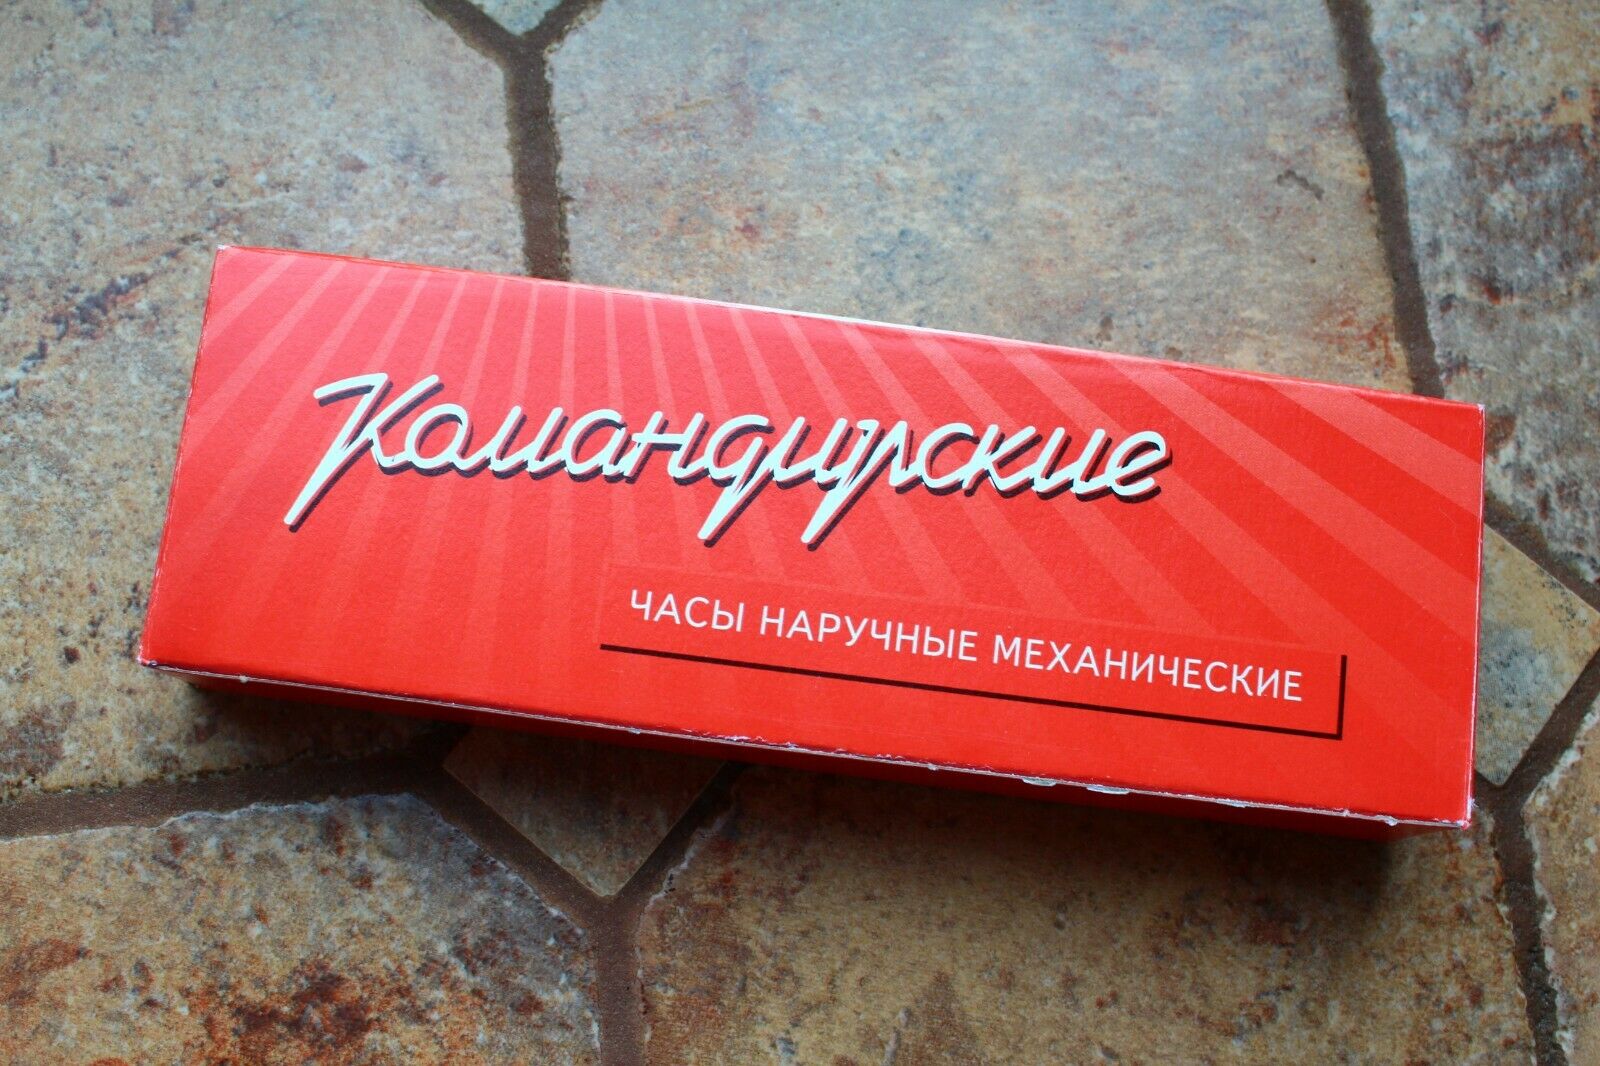 Командирские
ЧАСЫ НАРУЧНЫЕ МЕХАНИЧЕСКИЕ